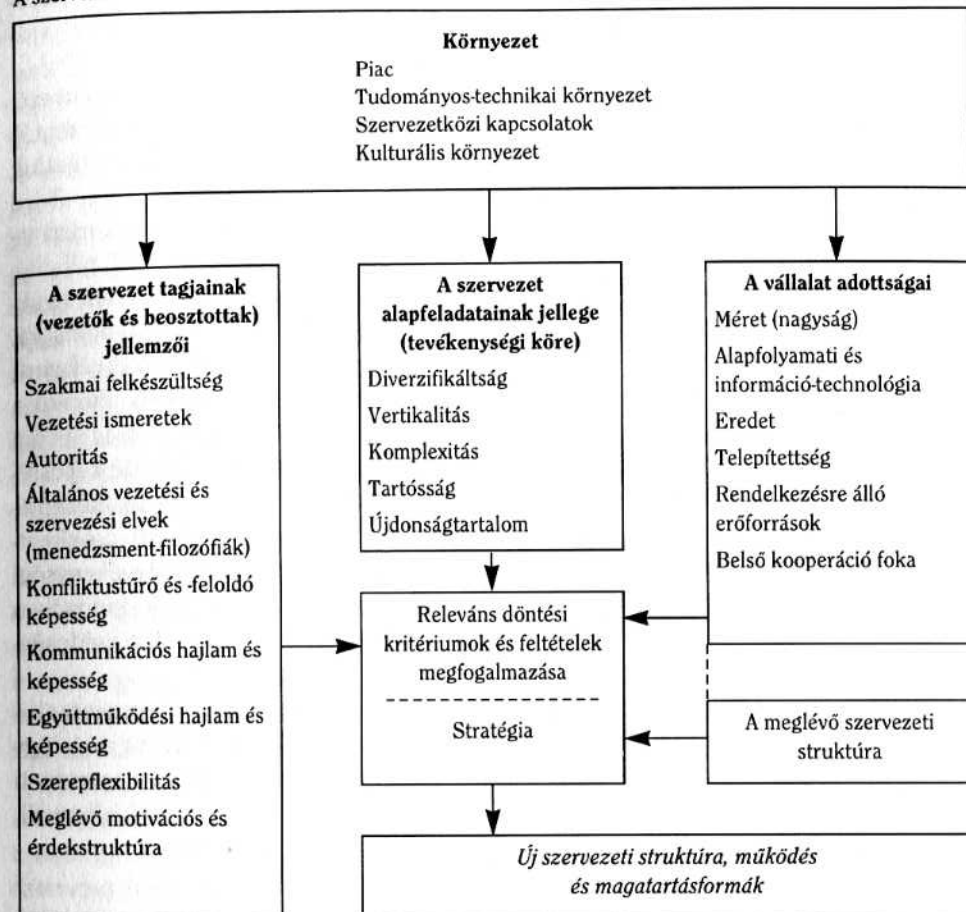 Környezet
Piac
Tudományos-technikai környezet
Szervezetközi kapcsolatok
Kulturális környezet
A szervezet tagjainak
(vezetők és beosztottak)
jellemzői
Szakmai felkészültség
Vezetési ismeretek
Autoritás
Általános vezetési és
szervezési elvek
(menedzsment-filozófiák)
Konfliktustűrő és -feloldó
képesség
Kommunikációs hajlam és
képesség
Együttműködési hajlam és
képesség
Szerepflexibilitás
Meglévő motivációs és
érdekstruktúra
A szervezet
alapfeladatainak jellege
(tevékenységi köre)
Diverzifikáltság
Vertikalitás
Komplexitás
Tartósság
Újdonságtartalom
A vállalat adottságai
Méret (nagyság)
Alapfolyamati és
információ-technológia
Eredet
Telepítettség
Rendelkezésre álló
erőforrások
Belső kooperáció foka
Releváns döntési
kritériumok és feltételek
megfogalmazása
Stratégia
A meglévő szervezeti
struktúra
Új szervezeti struktúra, működés
és magatartásformák